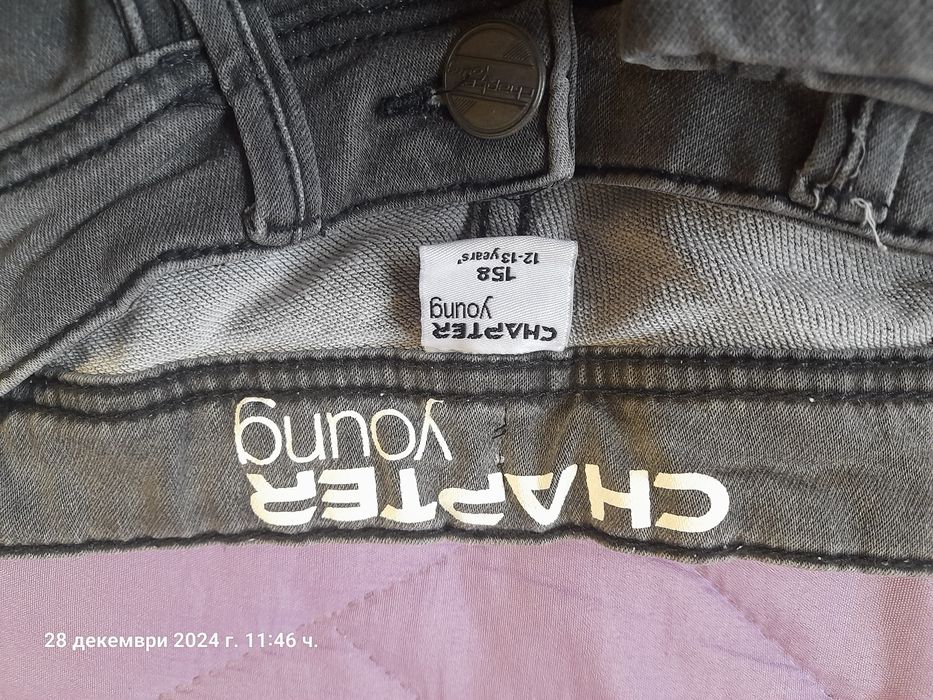 CHAPTER
young
158
12-13 years'
CHAPTER
young
28 декември 2024 г. 11:46 ч.